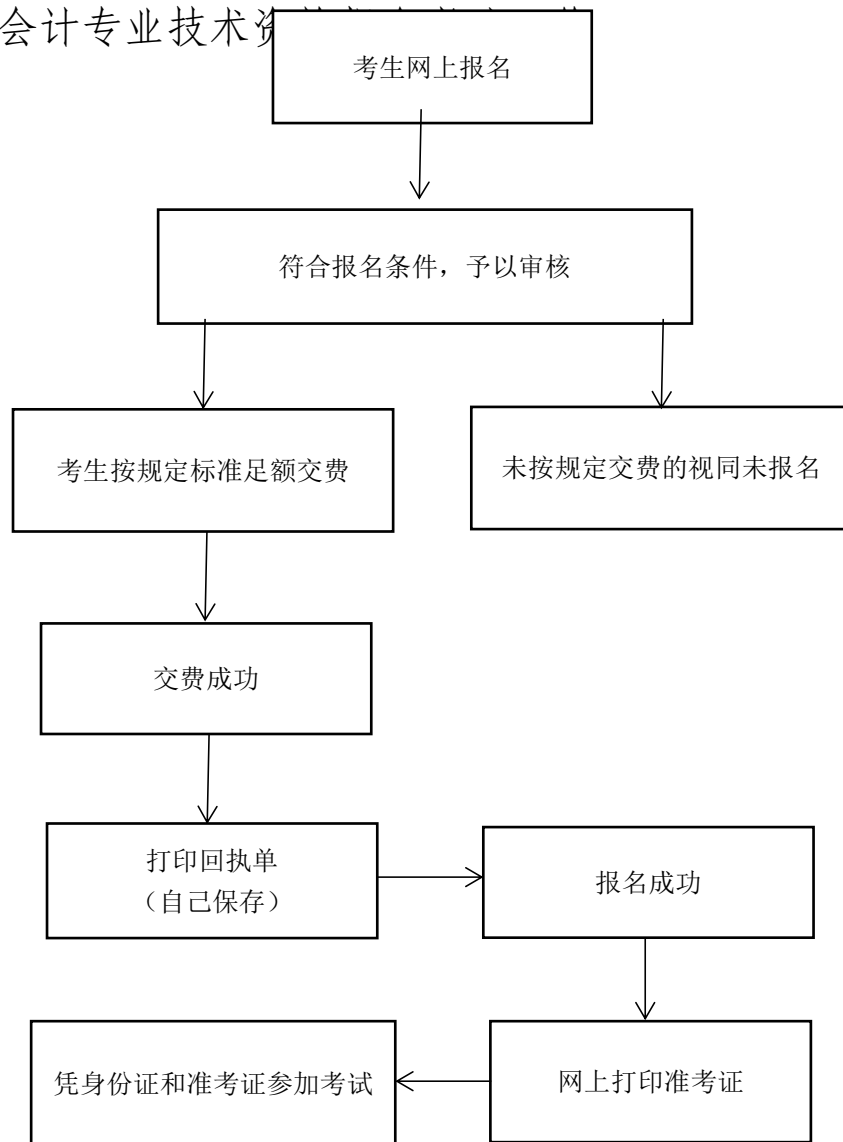 会计专业技术资
考生网上报名
符合报名条件，予以审核
考生按规定标准足额交费
未按规定交费的视同未报名
交费成功
打印回执单
（自己保存）
报名成功
凭身份证和准考证参加考试
网上打印准考证